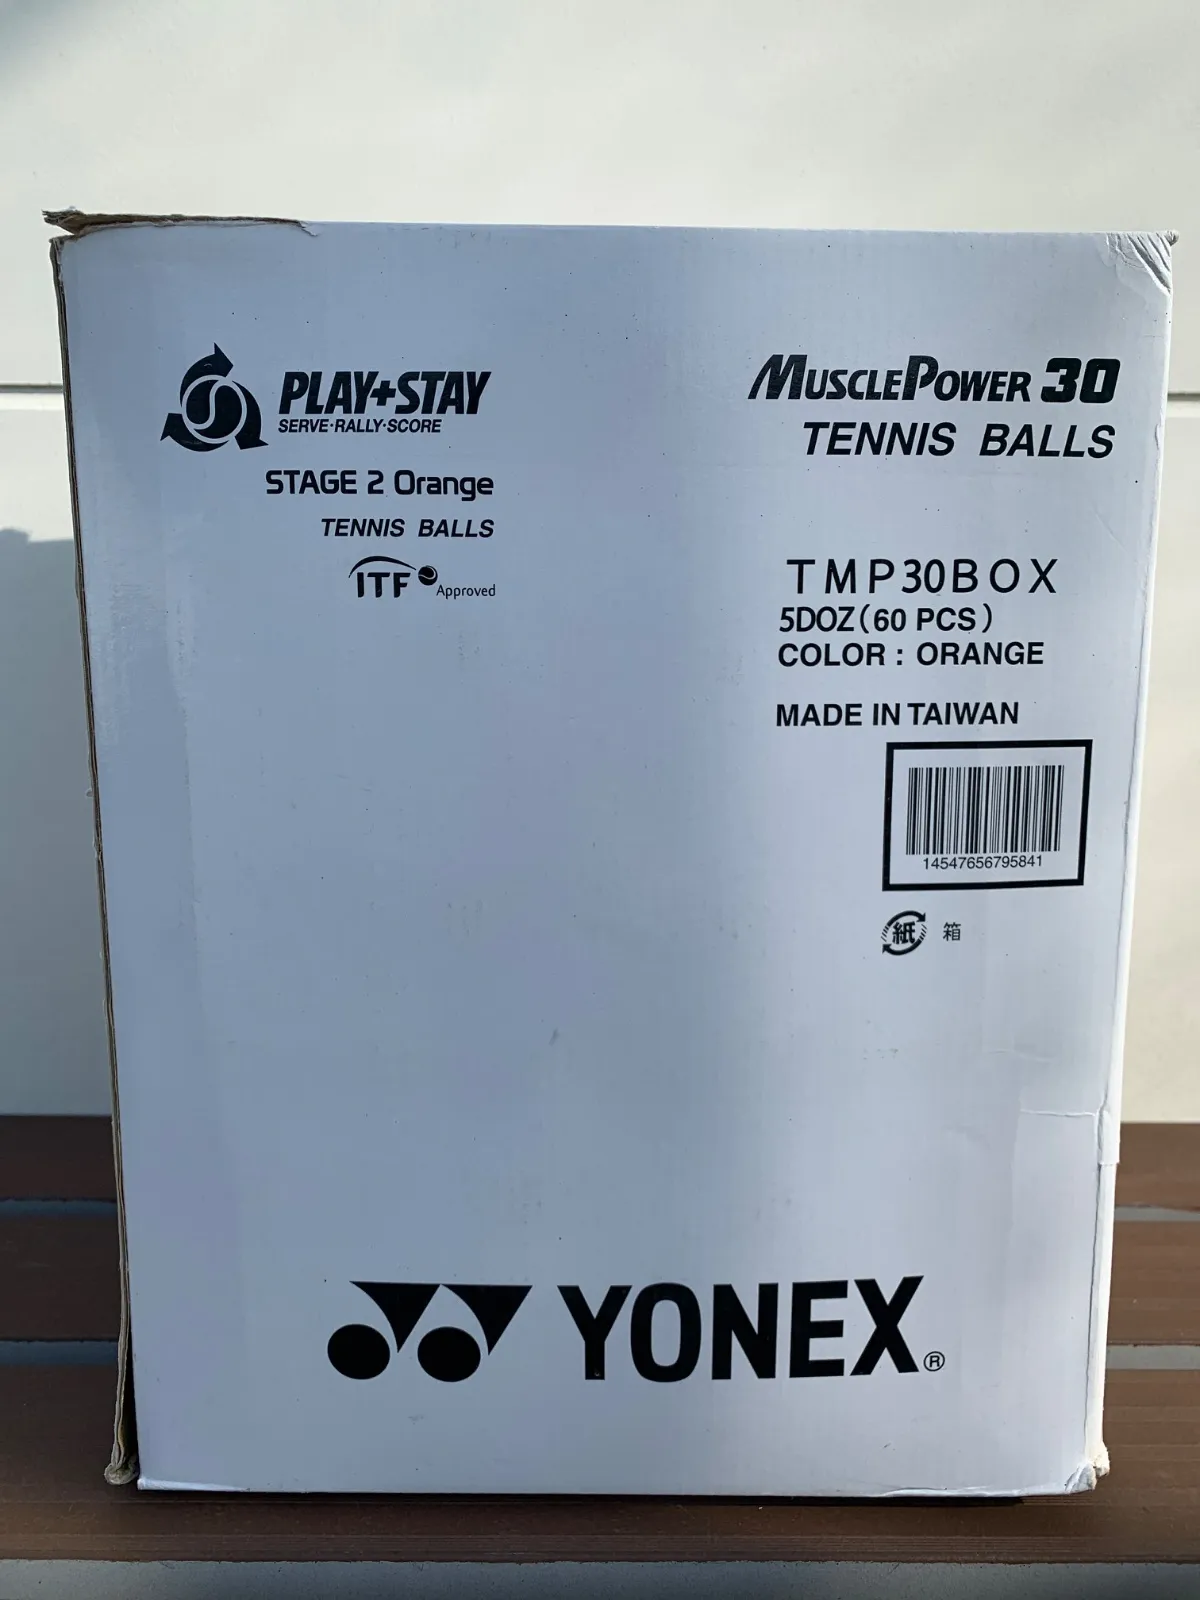 PLAY+STAY
SERVE·RALLY·SCORE
STAGE 2 Orange
TENNIS BALLS
ITF Approved
MUSCLEPOWER 30
TENNIS BALLS
TMP30BOX
5DOZ(60 PCS)
COLOR : ORANGE
MADE IN TAIWAN
14547656795841
紙 箱
YONEX®